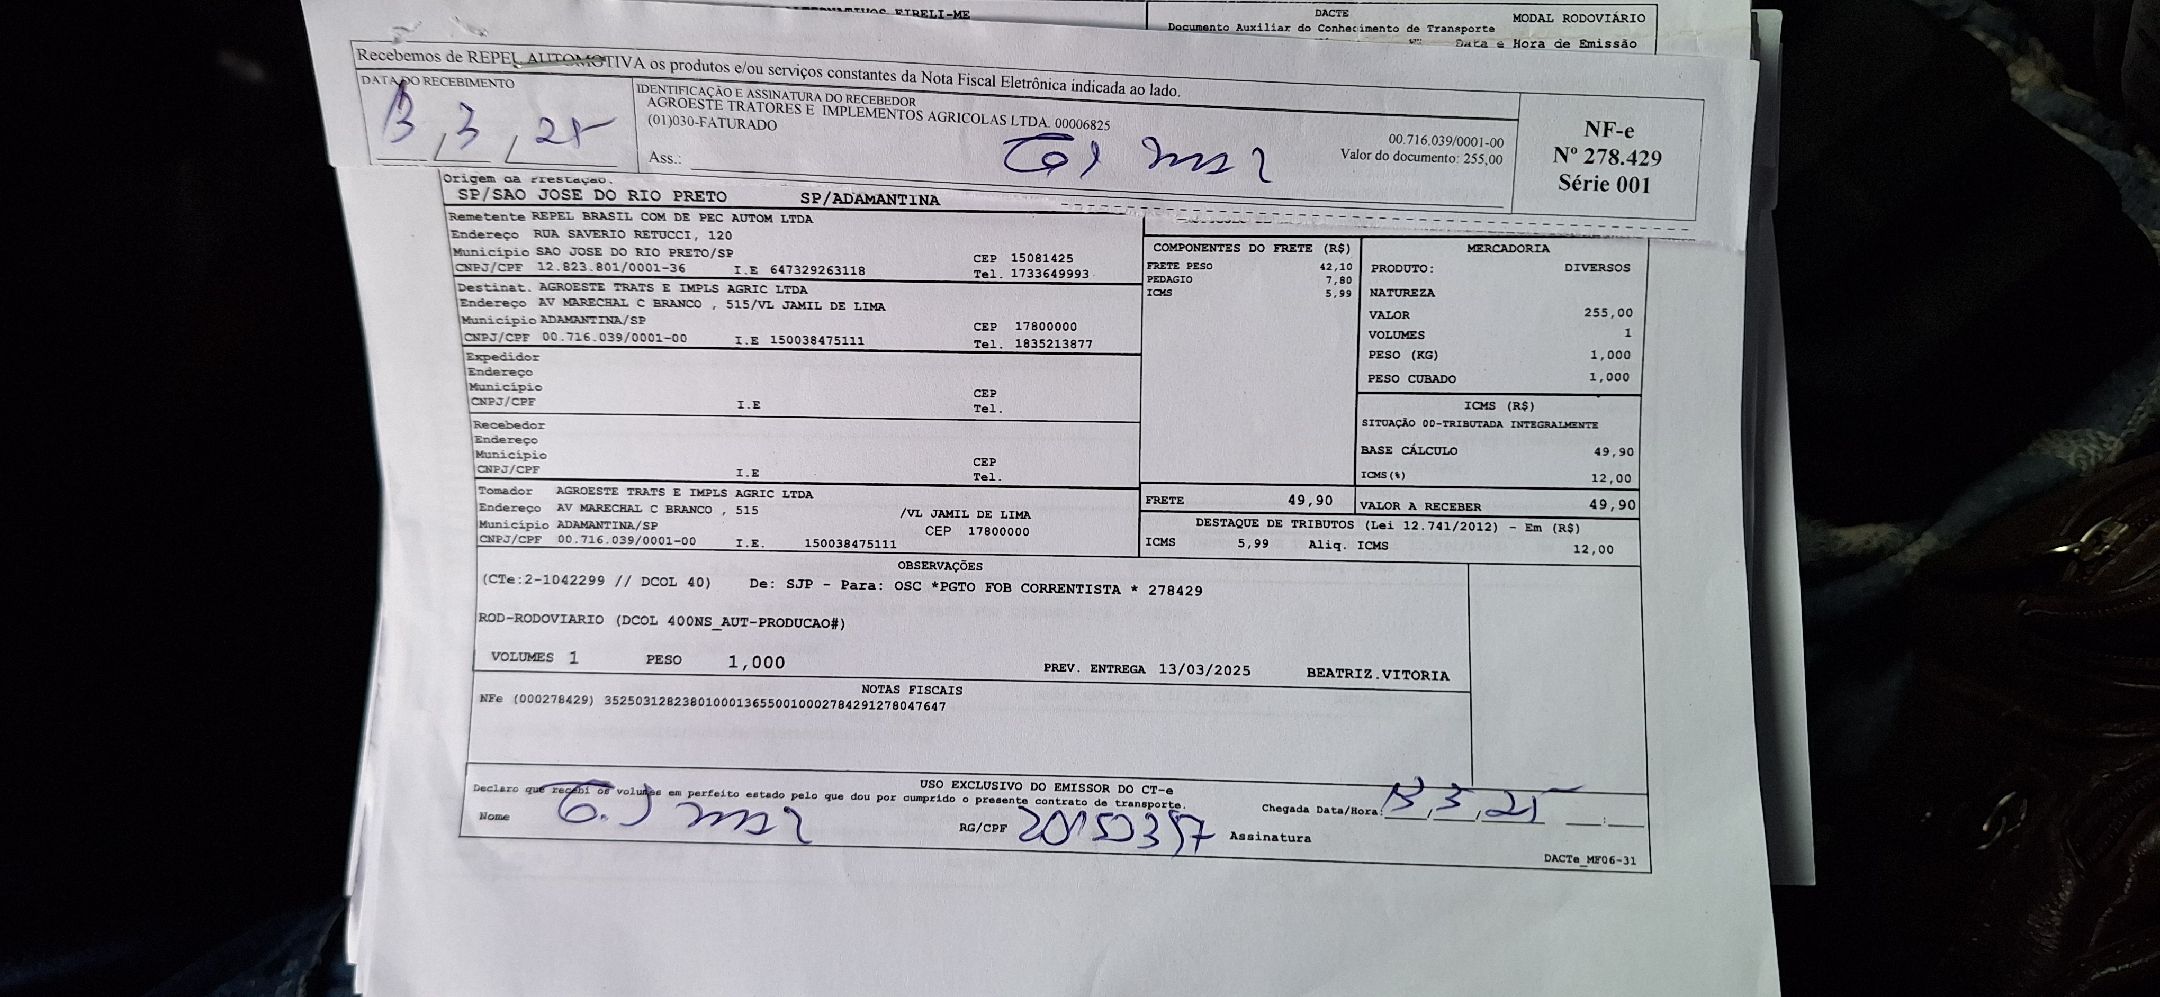 EIRELI-ME
DACTE
MODAL RODOVIÁRIO
Documento Auxiliar do Conhecimento de Transporte
Data e Hora de Emissão
Recebemos de REPEL AUTOMOTIVA os produtos e/ou serviços constantes da Nota Fiscal Eletrônica indicada ao lado.
DATA DO RECEBIMENTO
13, 3, 25
IDENTIFICAÇÃO E ASSINATURA DO RECEBEDOR
AGROESTE TRATORES E IMPLEMENTOS AGRICOLAS LTDA. 00006825
(01)030-FATURADO
00.716.039/0001-00
Ass.:
Valor do documento: 255,00
NF-e
Nº 278.429
Série 001
Origem da Prestação.
SP/SAO JOSE DO RIO PRETO SP/ADAMANTINA
Remetente REPEL BRASIL COM DE PEC AUTOM LTDA
Endereço RUA SAVERIO RETUCCI, 120
Município SAO JOSE DO RIO PRETO/SP CEP 15081425
CNPJ/CPF 12.823.801/0001-36 I.E 647329263118 Tel. 1733649993
Destinat. AGROESTE TRATS E IMPLS AGRIC LTDA
Endereço AV MARECHAL C BRANCO , 515/VL JAMIL DE LIMA
Município ADAMANTINA/SP CEP 17800000
CNPJ/CPF 00.716.039/0001-00 I.E 150038475111 Tel. 1835213877
Expedidor
Endereço
Município CEP
CNPJ/CPF I.E Tel.
Recebedor
Endereço
Município CEP
CNPJ/CPF I.E Tel.
Tomador AGROESTE TRATS E IMPLS AGRIC LTDA
Endereço AV MARECHAL C BRANCO , 515 /VL JAMIL DE LIMA
Município ADAMANTINA/SP CEP 17800000
CNPJ/CPF 00.716.039/0001-00 I.E. 150038475111
COMPONENTES DO FRETE (R$)
FRETE PESO 42,10
PEDAGIO 7,80
ICMS 5,99
MERCADORIA
PRODUTO: DIVERSOS
NATUREZA
VALOR 255,00
VOLUMES 1
PESO (KG) 1,000
PESO CUBADO 1,000
ICMS (R$)
SITUAÇÃO 00-TRIBUTADA INTEGRALMENTE
BASE CÁLCULO 49,90
ICMS(%) 12,00
FRETE 49,90 VALOR A RECEBER 49,90
DESTAQUE DE TRIBUTOS (Lei 12.741/2012) - Em (R$)
ICMS 5,99 Aliq. ICMS 12,00
OBSERVAÇÕES
(CTe:2-1042299 // DCOL 40) De: SJP - Para: OSC *PGTO FOB CORRENTISTA * 278429
ROD-RODOVIARIO (DCOL 400NS_AUT-PRODUCAO#)
VOLUMES 1 PESO 1,000 PREV. ENTREGA 13/03/2025 BEATRIZ.VITORIA
NOTAS FISCAIS
NFe (000278429) 35250312823801000136550010002784291278047647
USO EXCLUSIVO DO EMISSOR DO CT-e
Declaro que recebi os volumes em perfeito estado pelo que dou por cumprido o presente contrato de transporte.
Chegada Data/Hora: 13, 3, 25 __:__
Nome RG/CPF 20150357 Assinatura
DACTe_MF06-31